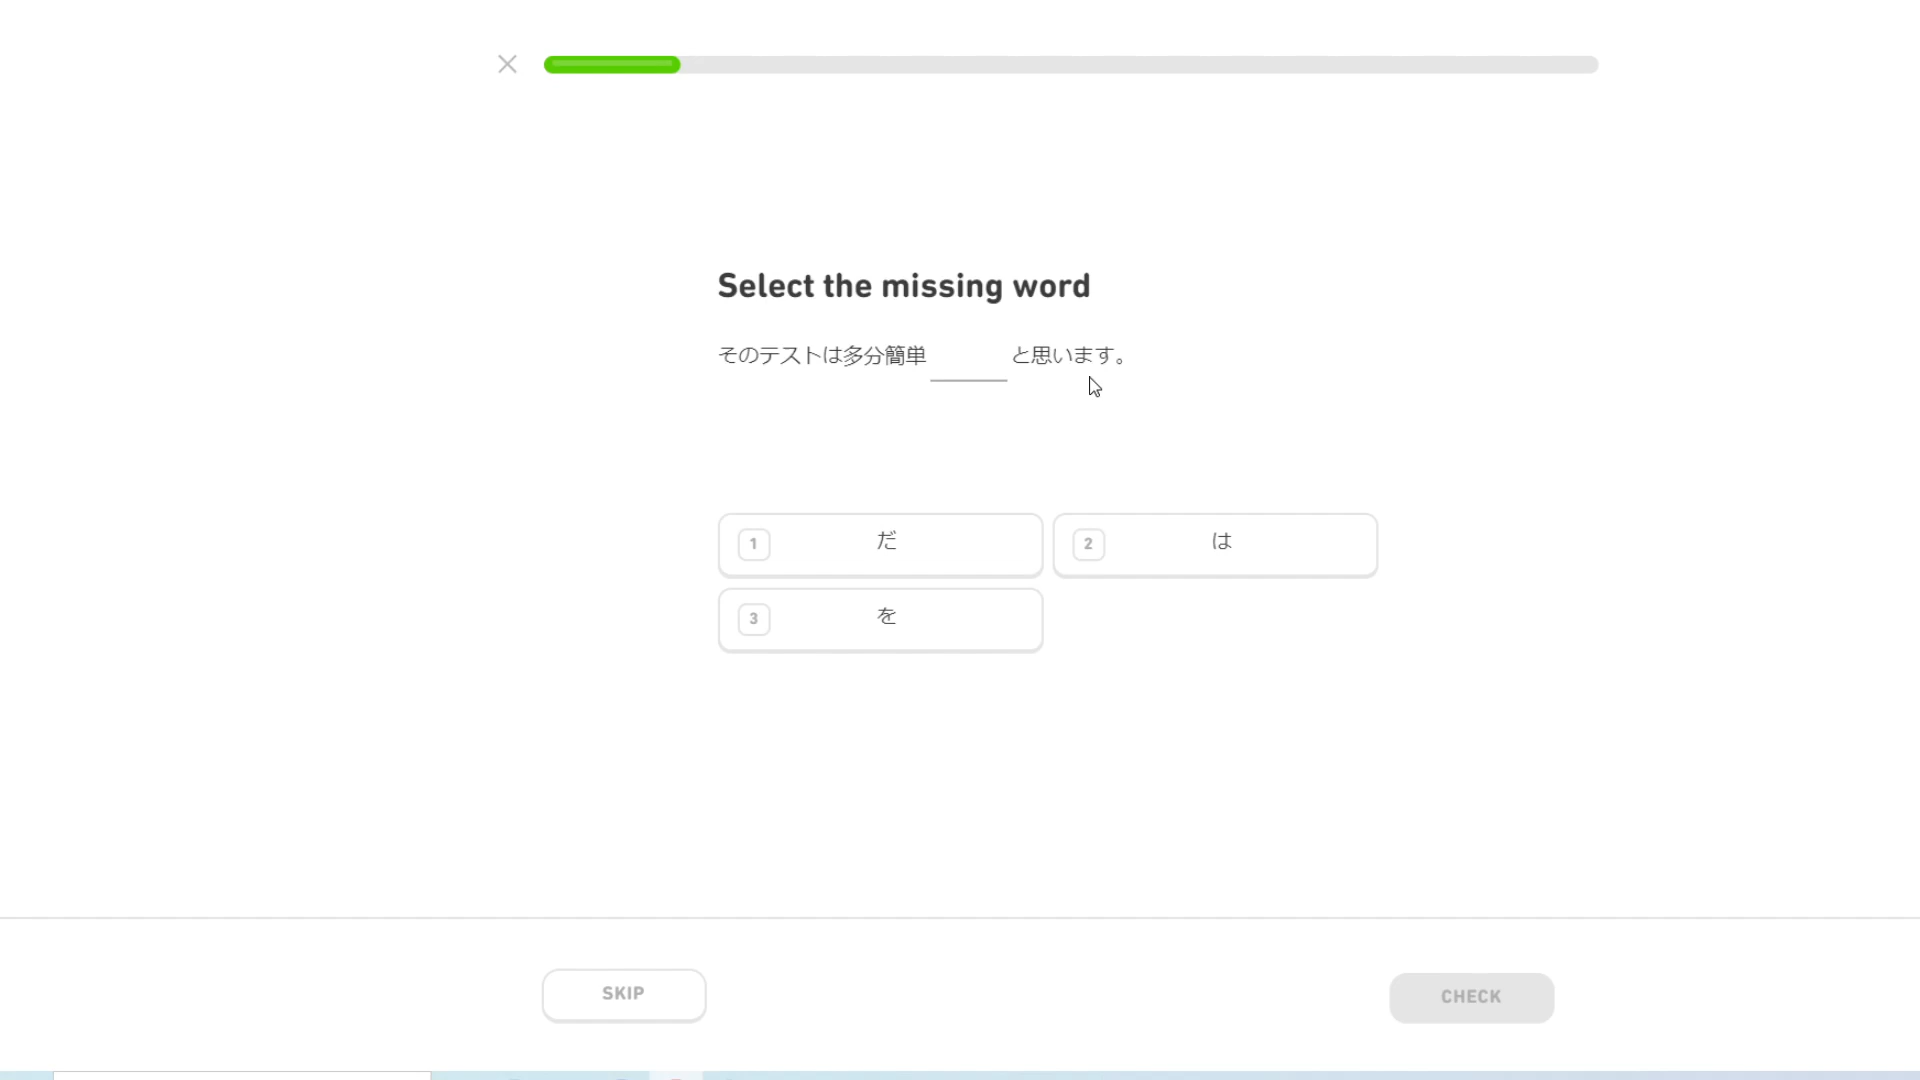 Select the missing word
そのテストは多分簡単 と思います。
1 だ
2 は
3 を
SKIP
CHECK